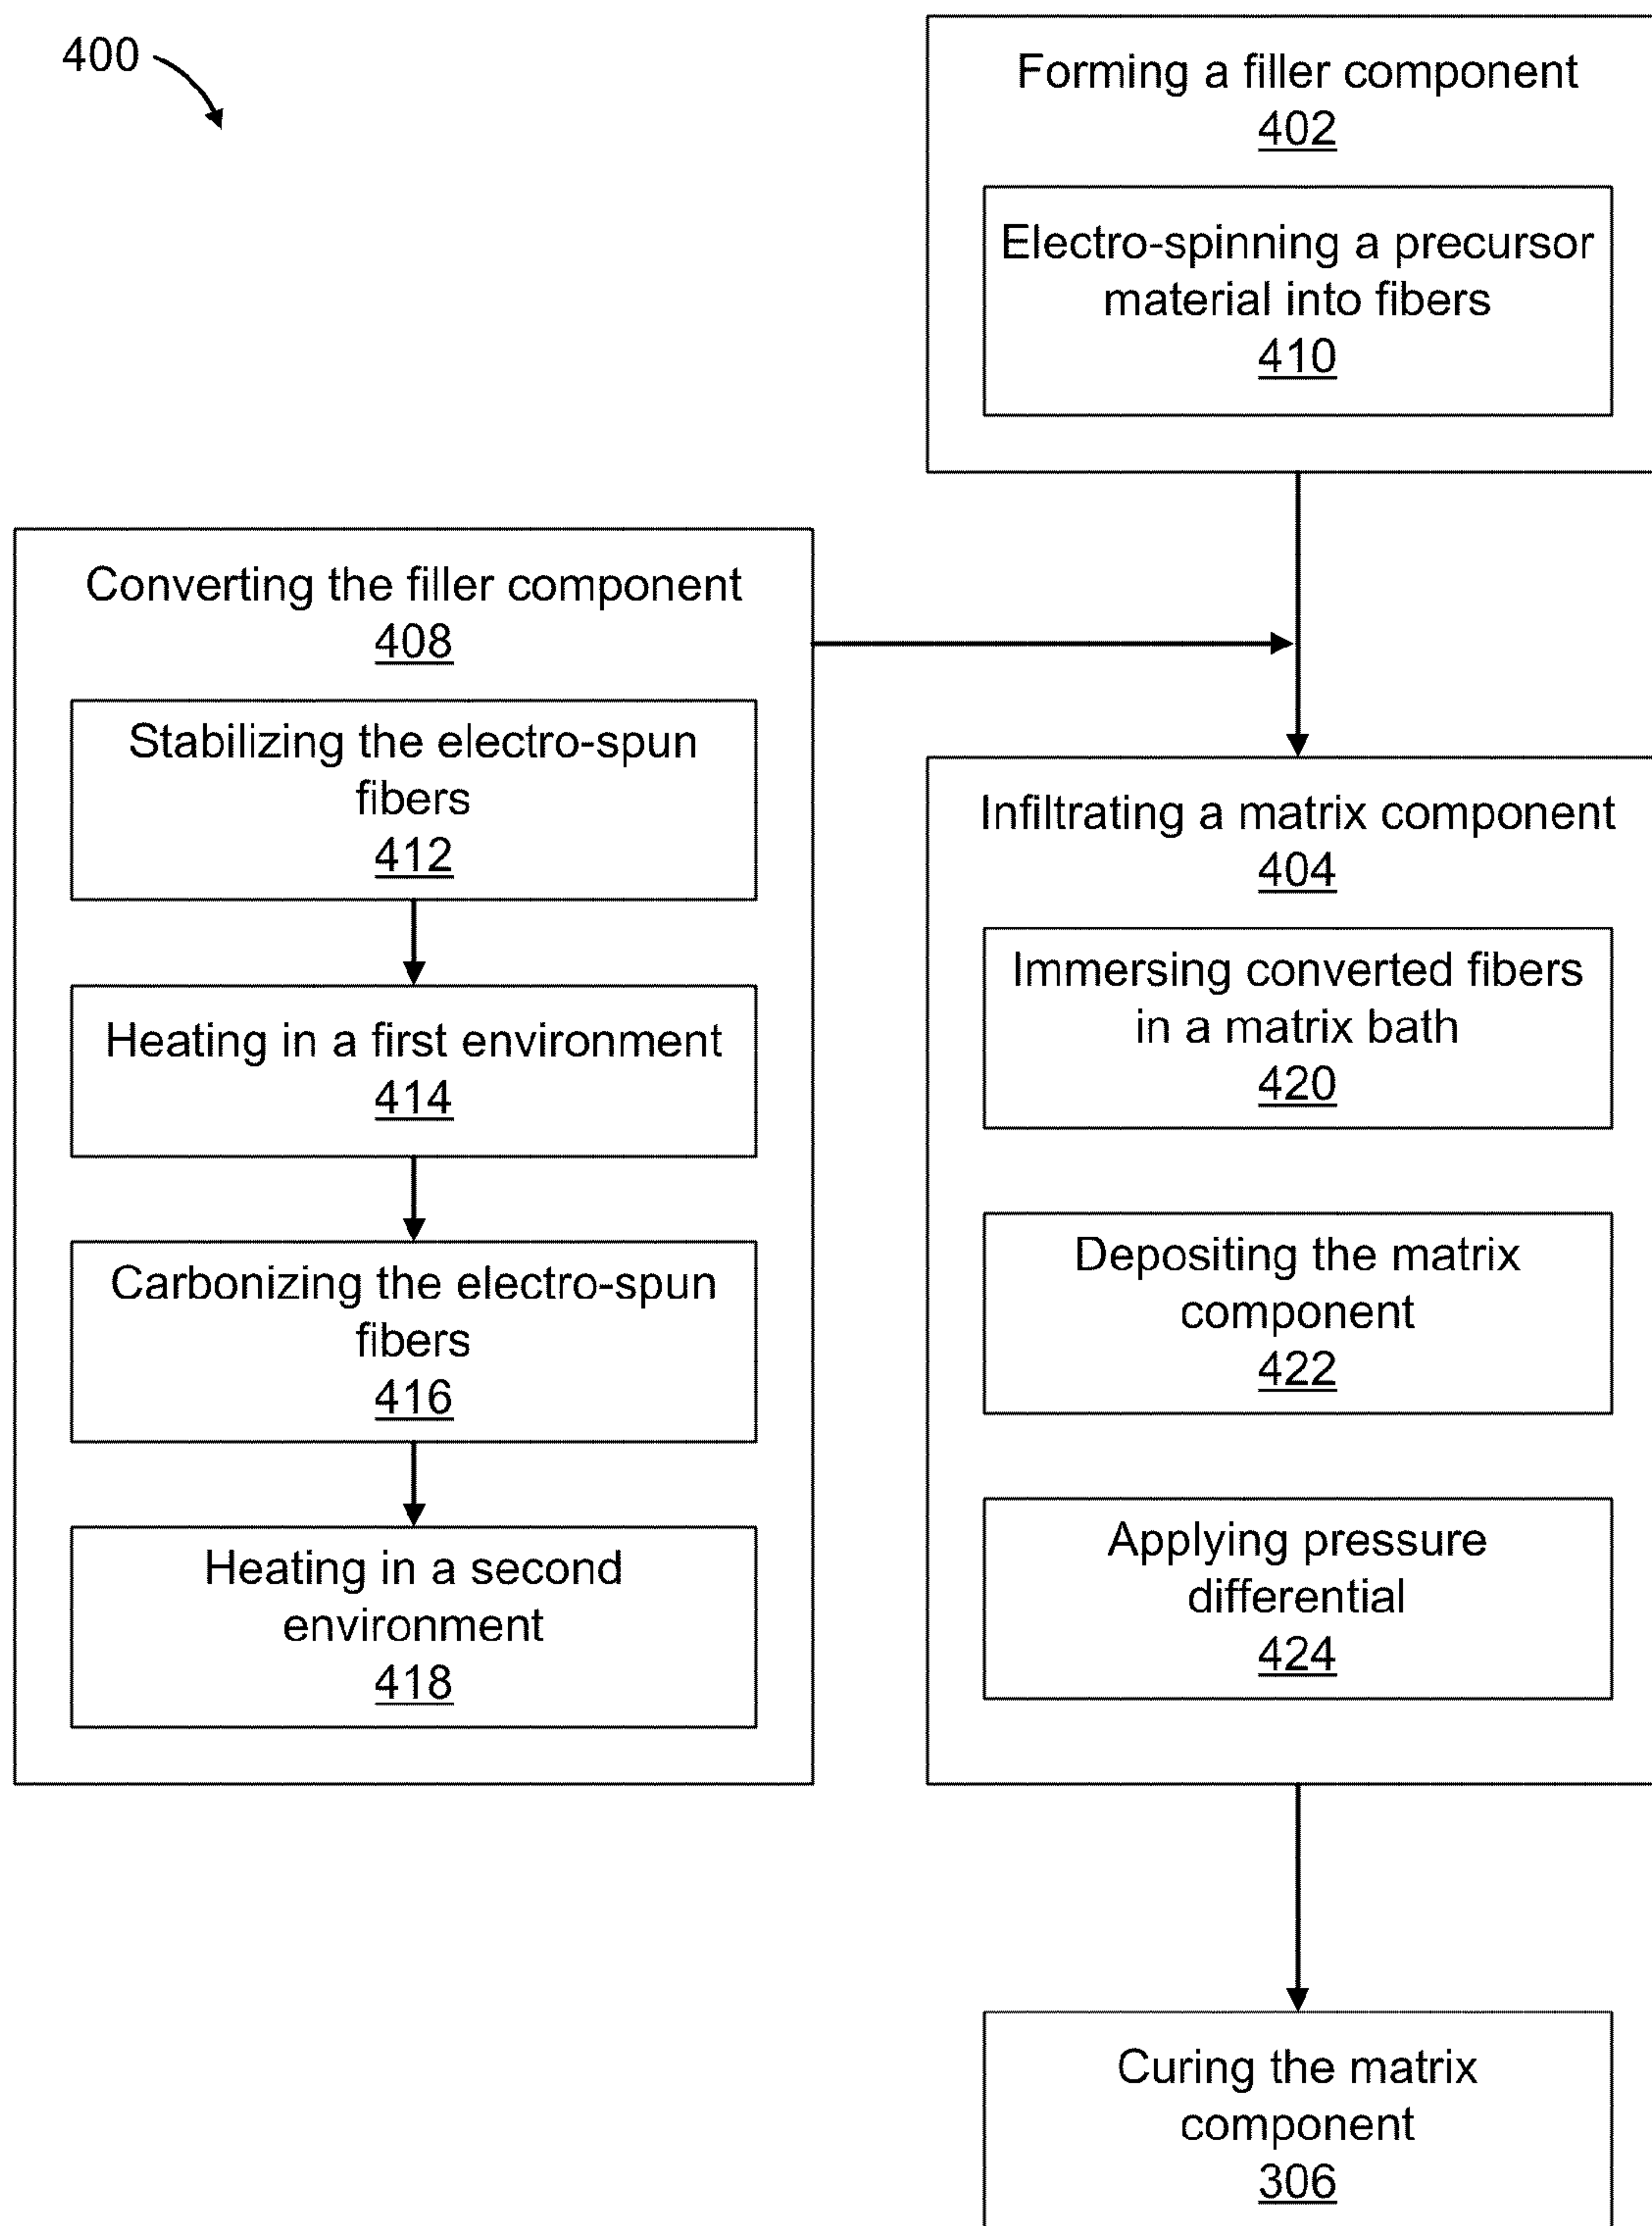 400
Forming a filler component
402
Electro-spinning a precursor
material into fibers
410
Converting the filler component
408
Stabilizing the electro-spun
fibers
412
Heating in a first environment
414
Carbonizing the electro-spun
fibers
416
Heating in a second
environment
418
Infiltrating a matrix component
404
Immersing converted fibers
in a matrix bath
420
Depositing the matrix
component
422
Applying pressure
differential
424
Curing the matrix
component
306